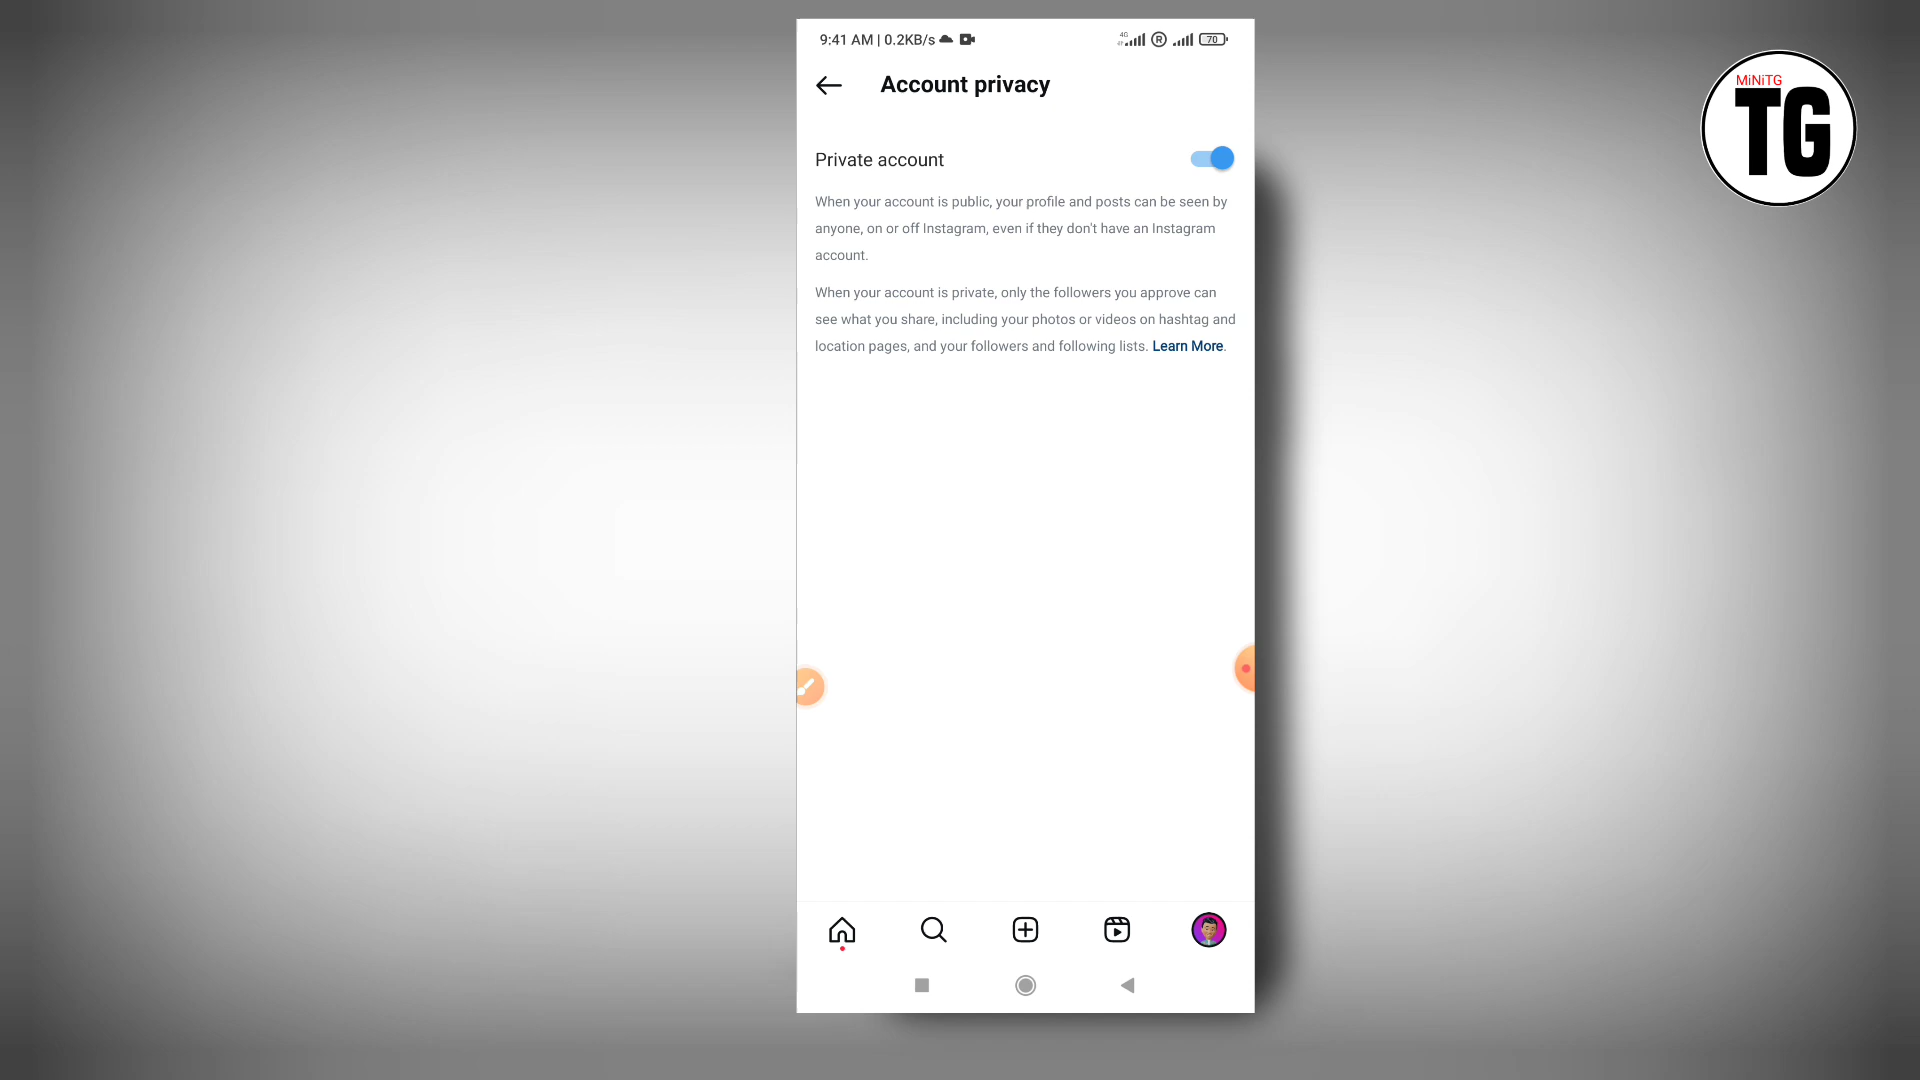 9:41 AM | 0.2KB/s
4G
R
70
Account privacy
MiNiTG
TG
Private account
When your account is public, your profile and posts can be seen by
anyone, on or off Instagram, even if they don't have an Instagram
account.
When your account is private, only the followers you approve can
see what you share, including your photos or videos on hashtag and
location pages, and your followers and following lists. Learn More.